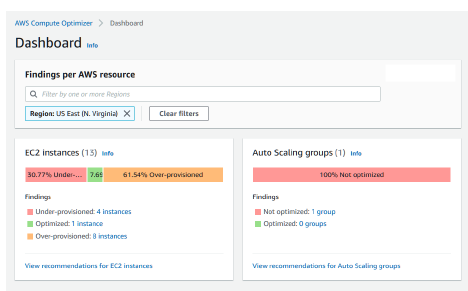 AWS Compute Optimizer > Dashboard
Dashboard Info
Findings per AWS resource
Filter by one or more Regions
Region: US East (N. Virginia) X Clear filters
EC2 instances (13) Info
30.77% Under-... 7.69 61.54% Over-provisioned
Findings
Under-provisioned: 4 instances
Optimized: 1 instance
Over-provisioned: 8 instances
View recommendations for EC2 instances
Auto Scaling groups (1) Info
100% Not optimized
Findings
Not optimized: 1 group
Optimized: 0 groups
View recommendations for Auto Scaling groups